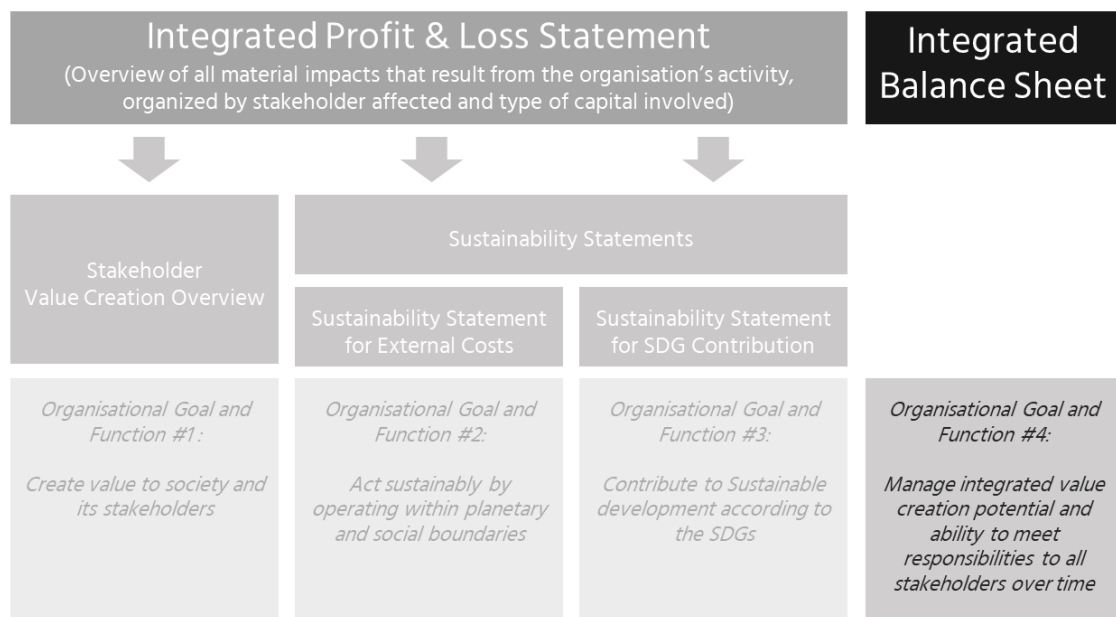 Integrated Profit & Loss Statement
(Overview of all material impacts that result from the organisation's activity,
organized by stakeholder affected and type of capital involved)
Integrated
Balance Sheet
Stakeholder
Value Creation Overview
Sustainability Statements
Sustainability Statement
for External Costs
Sustainability Statement
for SDG Contribution
Organisational Goal and
Function #1:
Create value to society and
its stakeholders
Organisational Goal and
Function #2:
Act sustainably by
operating within planetary
and social boundaries
Organisational Goal and
Function #3:
Contribute to Sustainable
development according to
the SDGs
Organisational Goal and
Function #4:
Manage integrated value
creation potential and
ability to meet
responsibilities to all
stakeholders over time